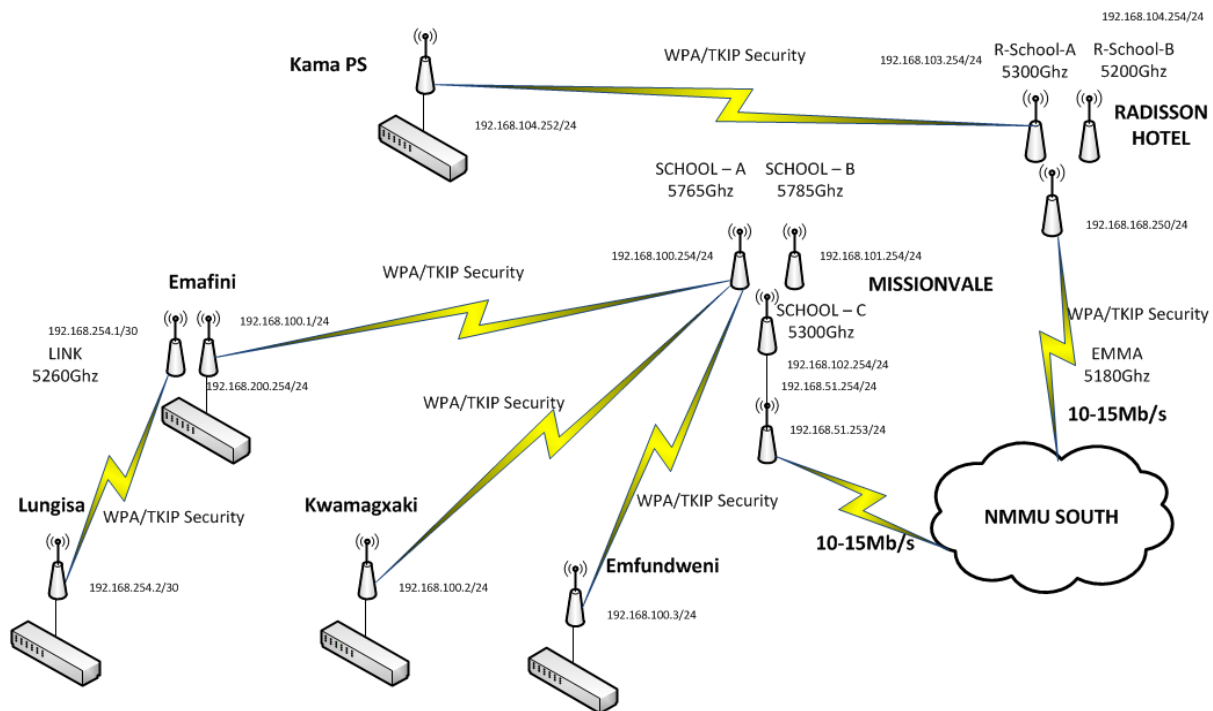 192.168.104.254/24
WPA/TKIP Security
192.168.103.254/24
R-School-A
5300Ghz
R-School-B
5200Ghz
Kama PS
RADISSON
HOTEL
192.168.104.252/24
SCHOOL – A
5765Ghz
SCHOOL – B
5785Ghz
192.168.168.250/24
192.168.100.254/24
192.168.101.254/24
WPA/TKIP Security
Emafini
MISSIONVALE
SCHOOL – C
5300Ghz
192.168.254.1/30
LINK
5260Ghz
192.168.100.1/24
WPA/TKIP Security
192.168.102.254/24
EMMA
5180Ghz
192.168.200.254/24
192.168.51.254/24
WPA/TKIP Security
10-15Mb/s
192.168.51.253/24
Lungisa
WPA/TKIP Security
Kwamagxaki
WPA/TKIP Security
NMMU SOUTH
10-15Mb/s
Emfundweni
192.168.254.2/30
192.168.100.2/24
192.168.100.3/24